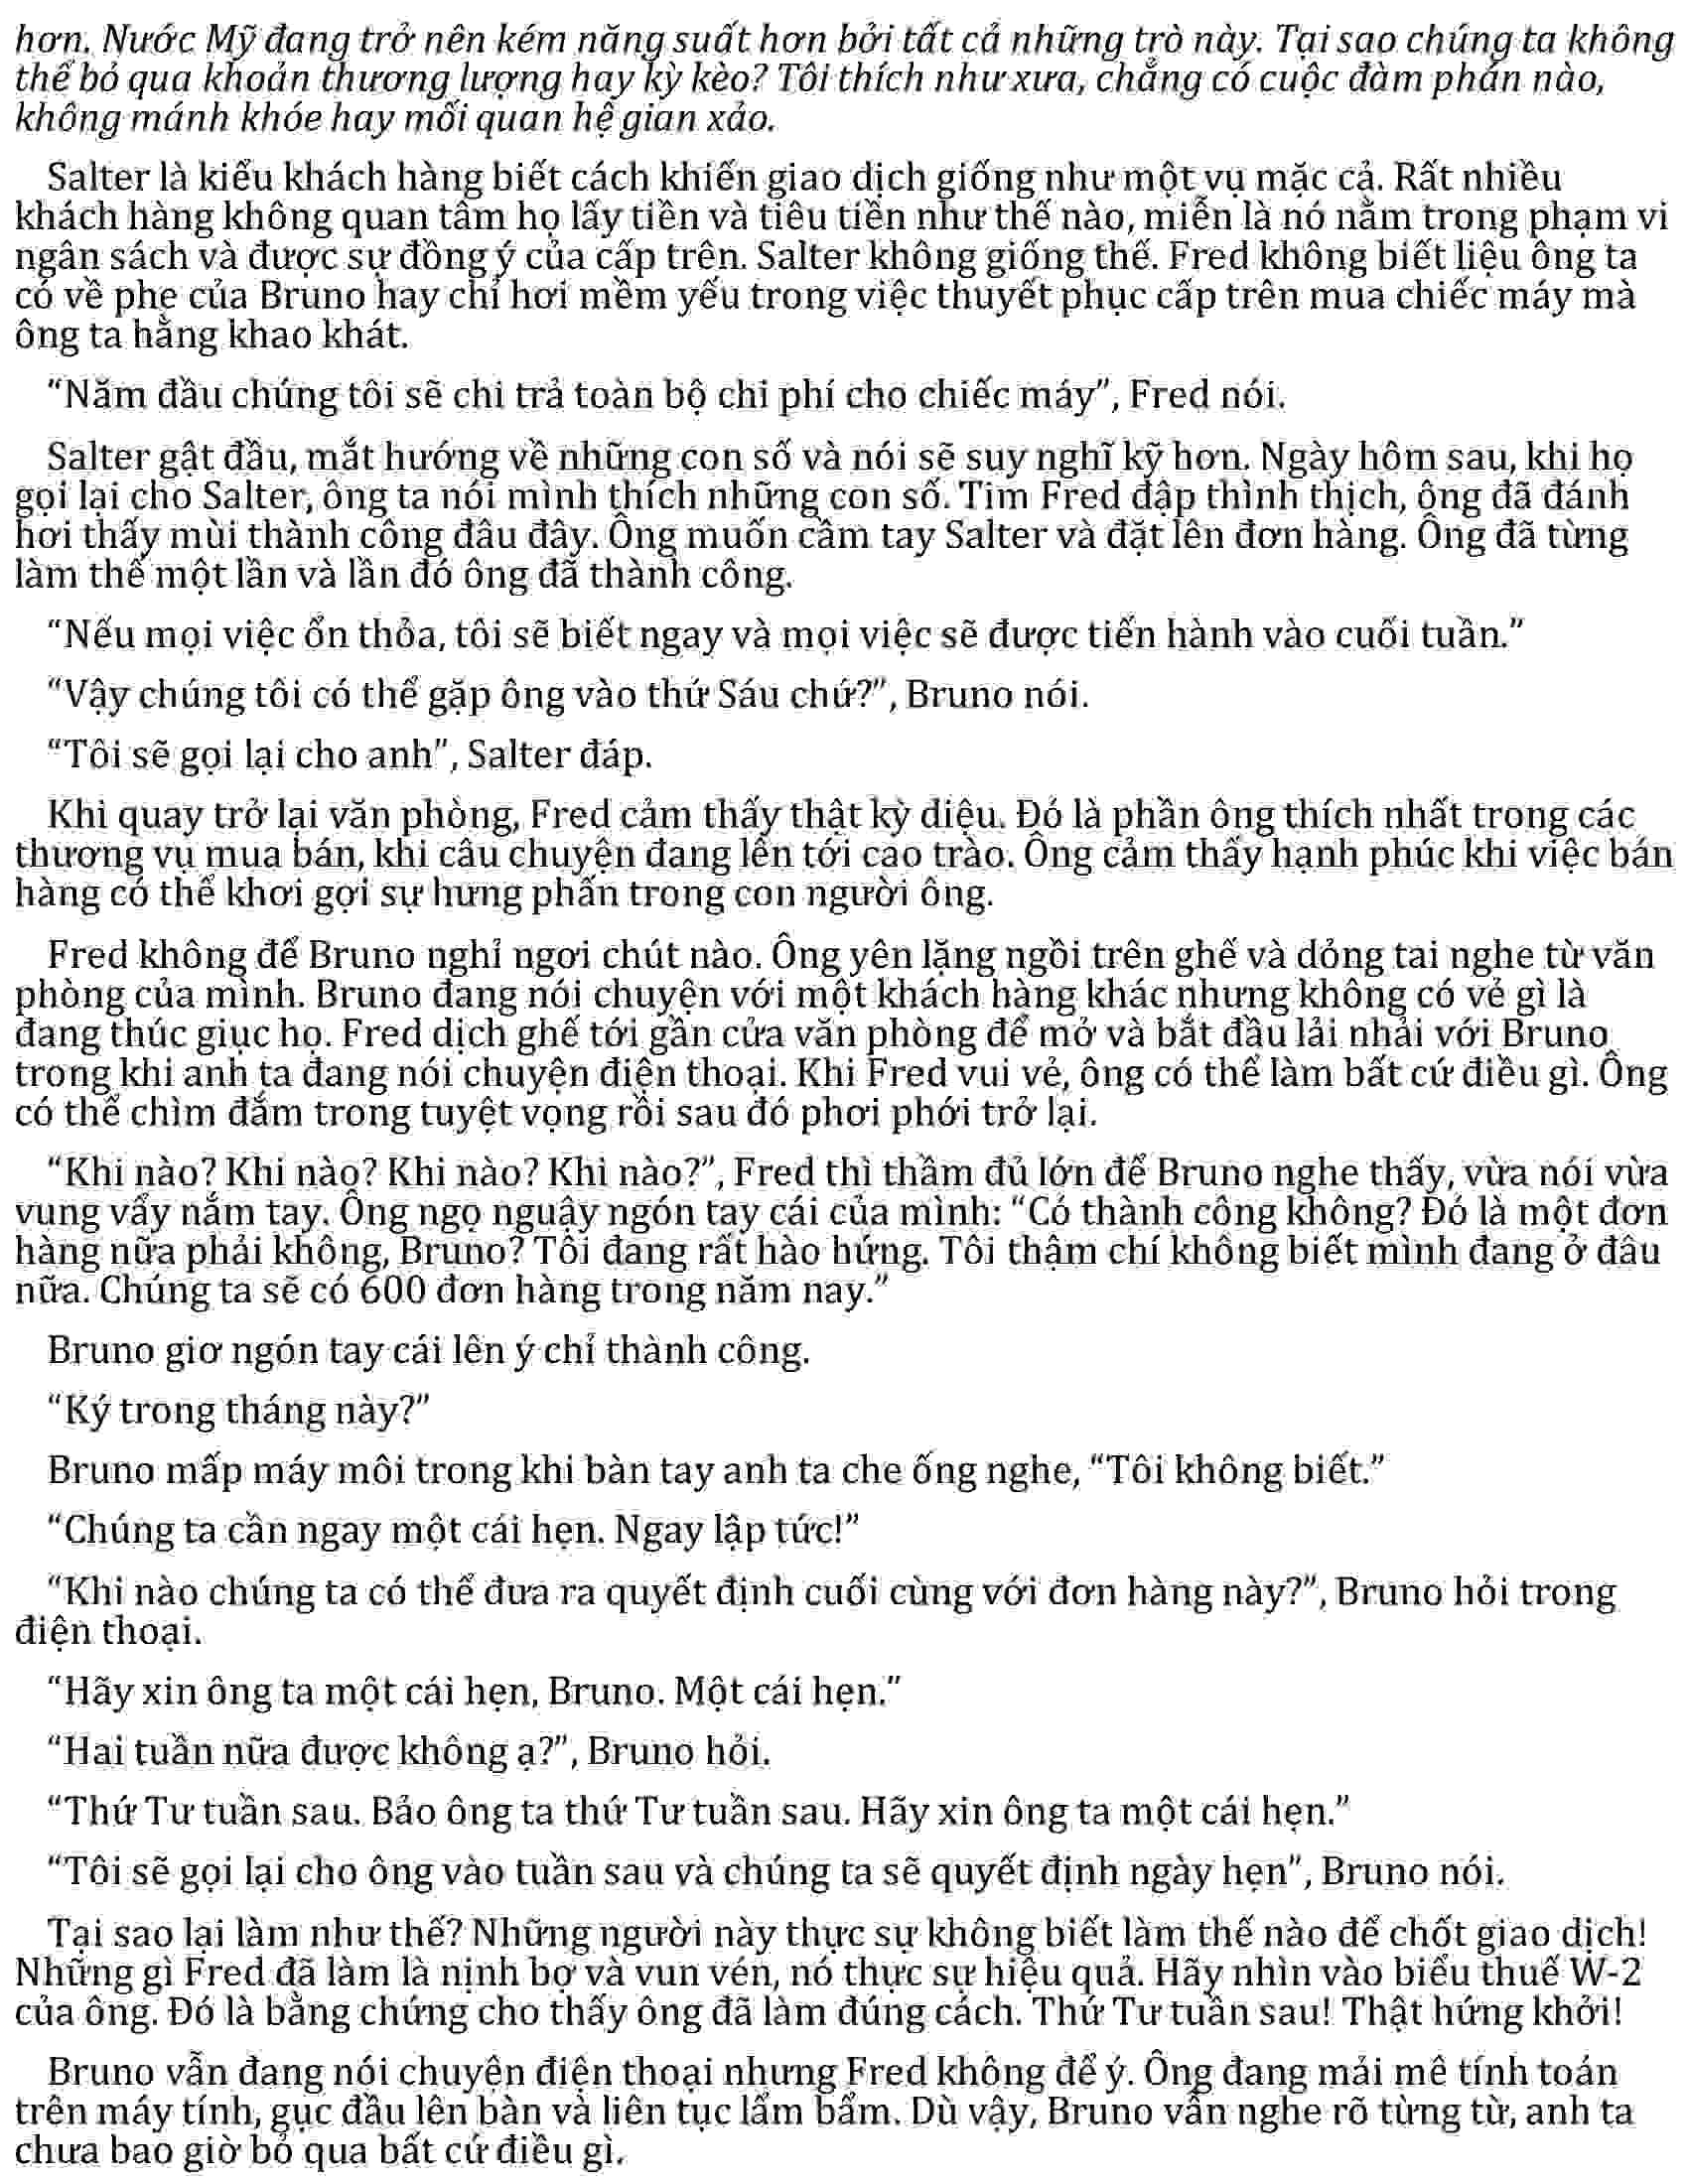 hơn. Nước Mỹ đang trở nên kém năng suất hơn bởi tất cả những trò này. Tại sao chúng ta không
thể bỏ qua khoản thương lượng hay kỳ kèo? Tôi thích như xưa, chẳng có cuộc đàm phán nào,
không mánh khóe hay mối quan hệ gian xảo.
Salter là kiểu khách hàng biết cách khiến giao dịch giống như một vụ mặc cả. Rất nhiều
khách hàng không quan tâm họ lấy tiền và tiêu tiền như thế nào, miễn là nó nằm trong phạm vi
ngân sách và được sự đồng ý của cấp trên. Salter không giống thế. Fred không biết liệu ông ta
có về phe của Bruno hay chỉ hơi mềm yếu trong việc thuyết phục cấp trên mua chiếc máy mà
ông ta hằng khao khát.
“Năm đầu chúng tôi sẽ chi trả toàn bộ chi phí cho chiếc máy”, Fred nói.
Salter gật đầu, mắt hướng về những con số và nói sẽ suy nghĩ kỹ hơn. Ngày hôm sau, khi họ
gọi lại cho Salter, ông ta nói mình thích những con số. Tim Fred đập thình thịch, ông đã đánh
hơi thấy mùi thành công đâu đây. Ông muốn cầm tay Salter và đặt lên đơn hàng. Ông đã từng
làm thế một lần và lần đó ông đã thành công.
“Nếu mọi việc ổn thỏa, tôi sẽ biết ngay và mọi việc sẽ được tiến hành vào cuối tuần.”
“Vậy chúng tôi có thể gặp ông vào thứ Sáu chứ?”, Bruno nói.
“Tôi sẽ gọi lại cho anh”, Salter đáp.
Khi quay trở lại văn phòng, Fred cảm thấy thật kỳ diệu. Đó là phần ông thích nhất trong các
thương vụ mua bán, khi câu chuyện đang lên tới cao trào. Ông cảm thấy hạnh phúc khi việc bán
hàng có thể khơi gợi sự hưng phấn trong con người ông.
Fred không để Bruno nghỉ ngơi chút nào. Ông yên lặng ngồi trên ghế và dỏng tai nghe từ văn
phòng của mình. Bruno đang nói chuyện với một khách hàng khác nhưng không có vẻ gì là
đang thúc giục họ. Fred dịch ghế tới gần cửa văn phòng để mở và bắt đầu lải nhải với Bruno
trong khi anh ta đang nói chuyện điện thoại. Khi Fred vui vẻ, ông có thể làm bất cứ điều gì. Ông
có thể chìm đắm trong tuyệt vọng rồi sau đó phơi phới trở lại.
“Khi nào? Khi nào? Khi nào? Khi nào?”, Fred thì thầm đủ lớn để Bruno nghe thấy, vừa nói vừa
vung vẩy nắm tay. Ông ngọ nguậy ngón tay cái của mình: “Có thành công không? Đó là một đơn
hàng nữa phải không, Bruno? Tôi đang rất hào hứng. Tôi thậm chí không biết mình đang ở đâu
nữa. Chúng ta sẽ có 600 đơn hàng trong năm nay.”
Bruno giơ ngón tay cái lên ý chỉ thành công.
“Ký trong tháng này?”
Bruno mấp máy môi trong khi bàn tay anh ta che ống nghe, “Tôi không biết.”
“Chúng ta cần ngay một cái hẹn. Ngay lập tức!”
“Khi nào chúng ta có thể đưa ra quyết định cuối cùng với đơn hàng này?”, Bruno hỏi trong
điện thoại.
“Hãy xin ông ta một cái hẹn, Bruno. Một cái hẹn.”
“Hai tuần nữa được không ạ?”, Bruno hỏi.
“Thứ Tư tuần sau. Bảo ông ta thứ Tư tuần sau. Hãy xin ông ta một cái hẹn.”
“Tôi sẽ gọi lại cho ông vào tuần sau và chúng ta sẽ quyết định ngày hẹn”, Bruno nói.
Tại sao lại làm như thế? Những người này thực sự không biết làm thế nào để chốt giao dịch!
Những gì Fred đã làm là nịnh bợ và vun vén, nó thực sự hiệu quả. Hãy nhìn vào biểu thuế W-2
của ông. Đó là bằng chứng cho thấy ông đã làm đúng cách. Thứ Tư tuần sau! Thật hứng khởi!
Bruno vẫn đang nói chuyện điện thoại nhưng Fred không để ý. Ông đang mải mê tính toán
trên máy tính, gục đầu lên bàn và liên tục lẩm bẩm. Dù vậy, Bruno vẫn nghe rõ từng từ, anh ta
chưa bao giờ bỏ qua bất cứ điều gì.